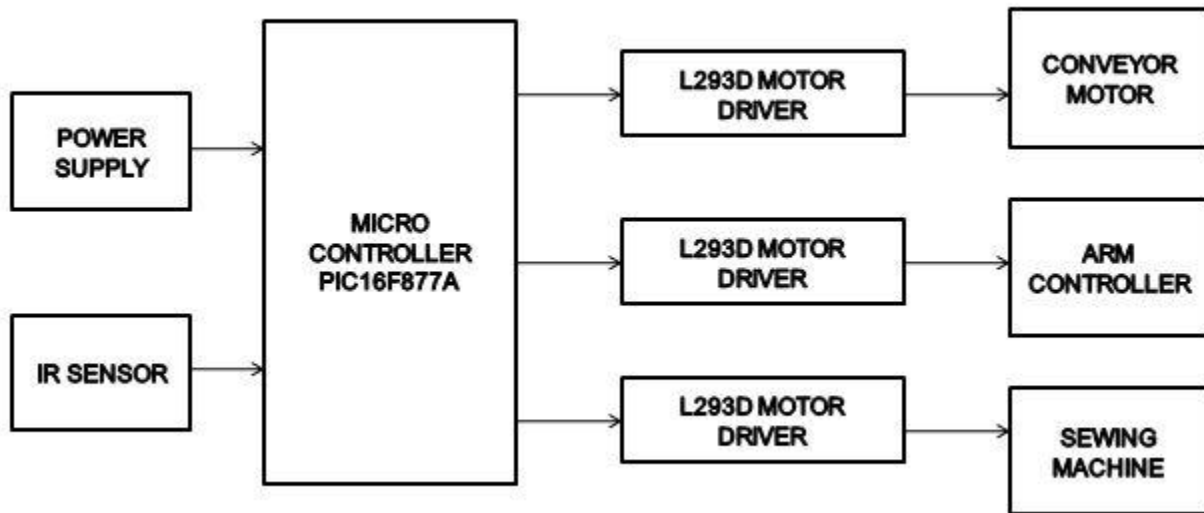 POWER
SUPPLY
IR SENSOR
MICRO
CONTROLLER
PIC16F877A
L293D MOTOR
DRIVER
CONVEYOR
MOTOR
L293D MOTOR
DRIVER
ARM
CONTROLLER
L293D MOTOR
DRIVER
SEWING
MACHINE